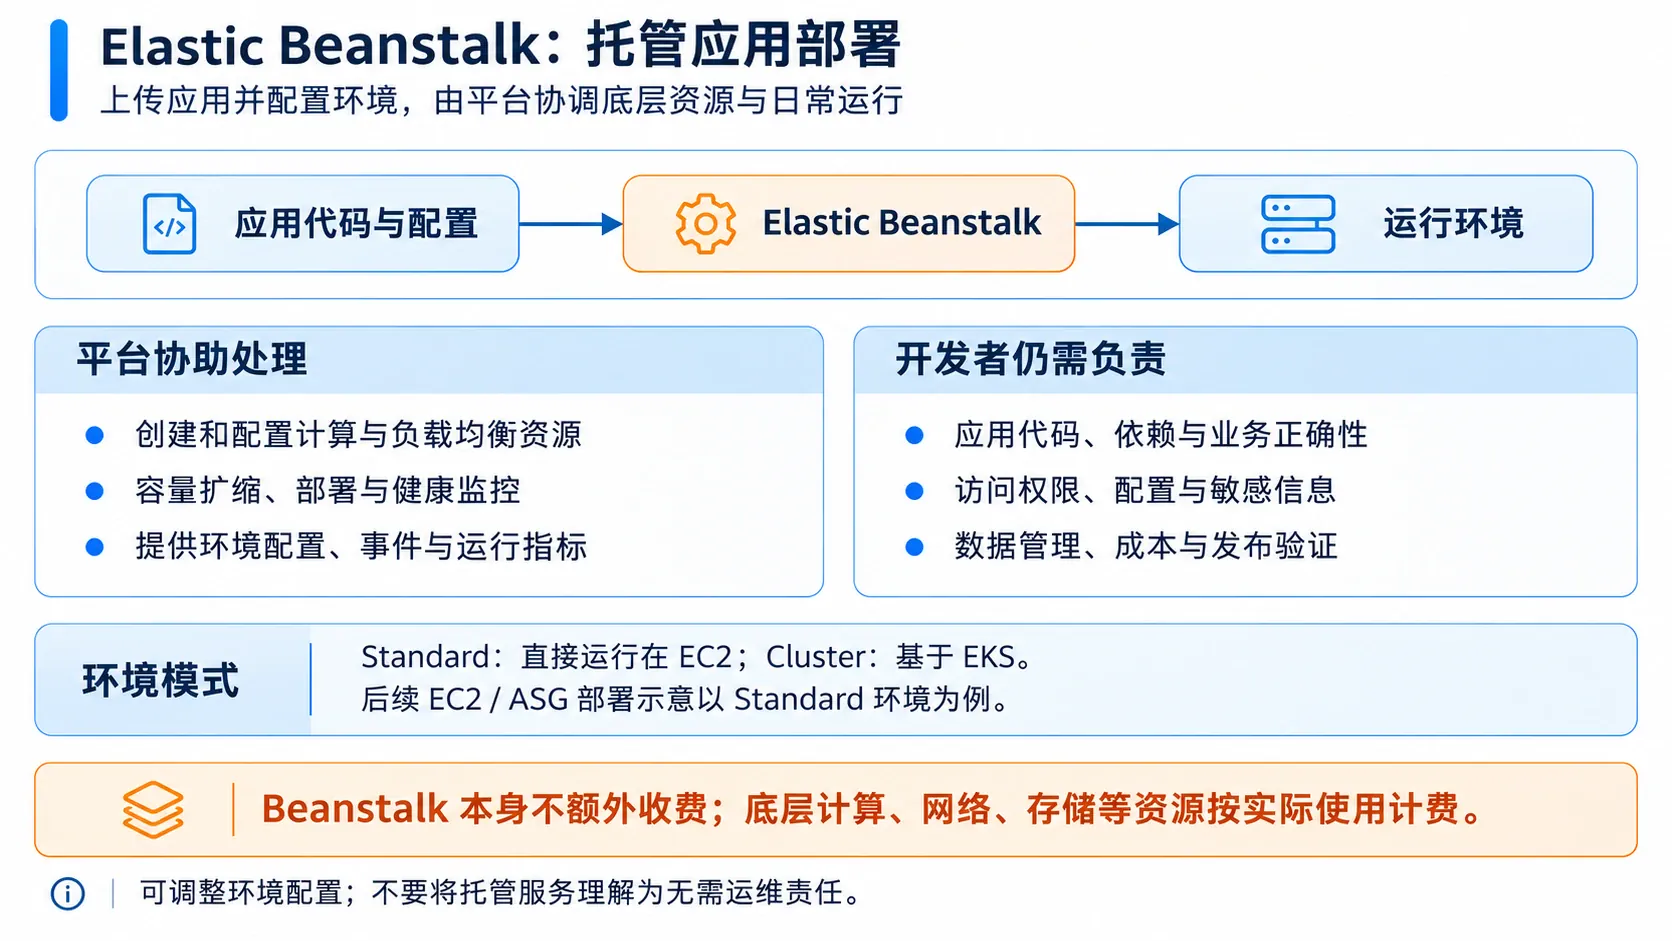 Elastic Beanstalk：托管应用部署
上传应用并配置环境，由平台协调底层资源与日常运行
</>
应用代码与配置
Elastic Beanstalk
运行环境
平台协助处理
创建和配置计算与负载均衡资源
容量扩缩、部署与健康监控
提供环境配置、事件与运行指标
开发者仍需负责
应用代码、依赖与业务正确性
访问权限、配置与敏感信息
数据管理、成本与发布验证
环境模式
Standard：直接运行在 EC2；Cluster：基于 EKS。
后续 EC2 / ASG 部署示意以 Standard 环境为例。
Beanstalk 本身不额外收费；底层计算、网络、存储等资源按实际使用计费。
可调整环境配置；不要将托管服务理解为无需运维责任。